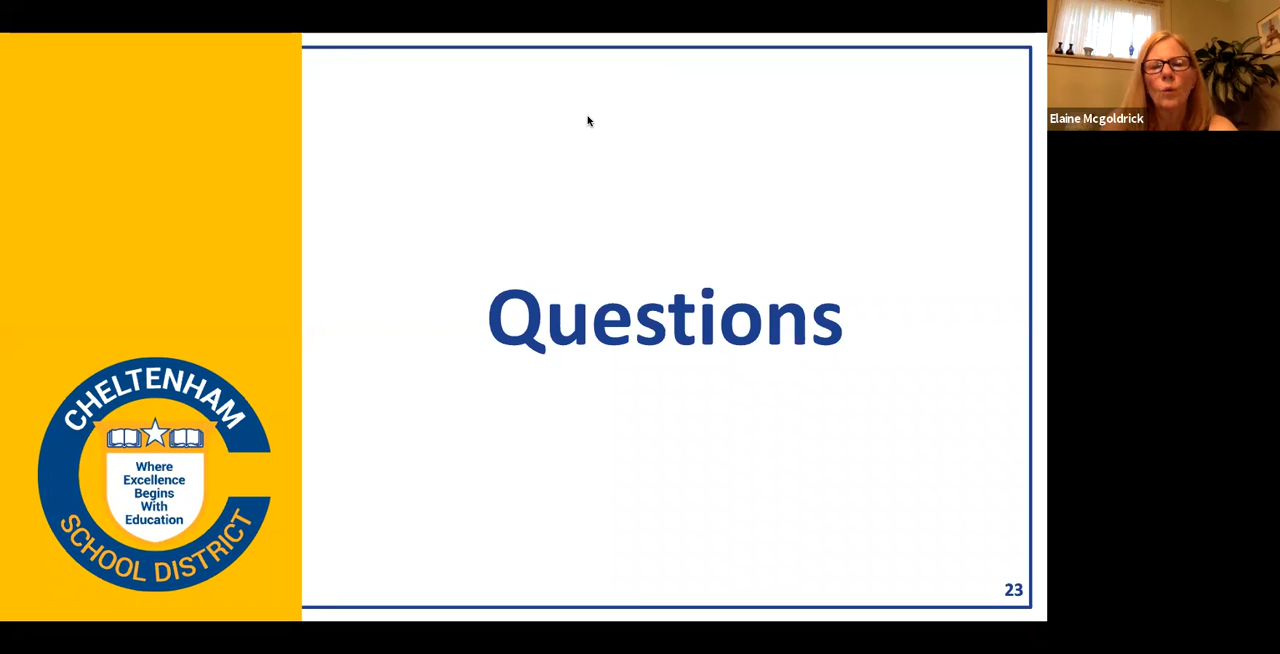 Elaine Mcgoldrick
Questions
CHELTENHAM
Where
Excellence
Begins
With
Education
SCHOOL DISTRICT
23